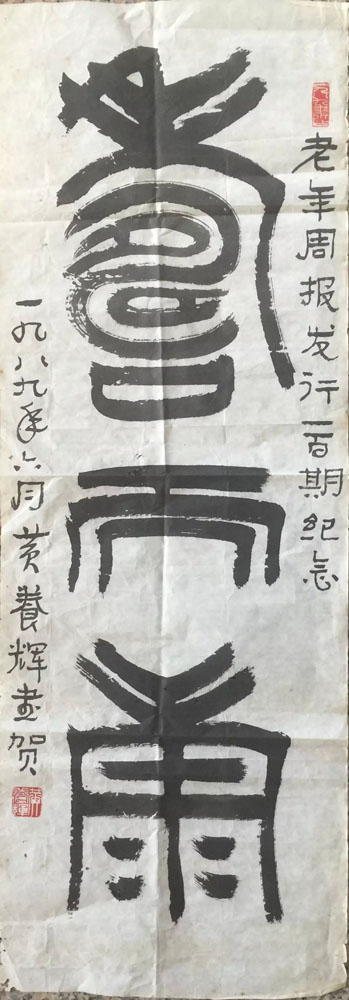 老年周报发行百期纪念
壽而康
一九八九年六月黄養辉書贺